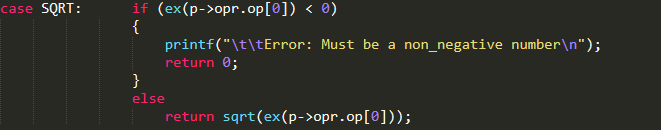 case SQRT: if (ex(p->opr.op[0]) < 0)
{
printf("\t\tError: Must be a non_negative number\n");
return 0;
}
else
return sqrt(ex(p->opr.op[0]));